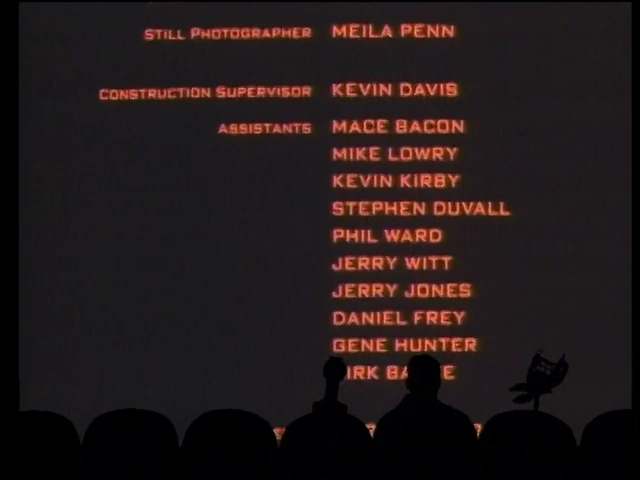 STILL PHOTOGRAPHER MEILA PENN
CONSTRUCTION SUPERVISOR KEVIN DAVIS
ASSISTANTS MACE BACON
MIKE LOWRY
KEVIN KIRBY
STEPHEN DUVALL
PHIL WARD
JERRY WITT
JERRY JONES
DANIEL FREY
GENE HUNTER